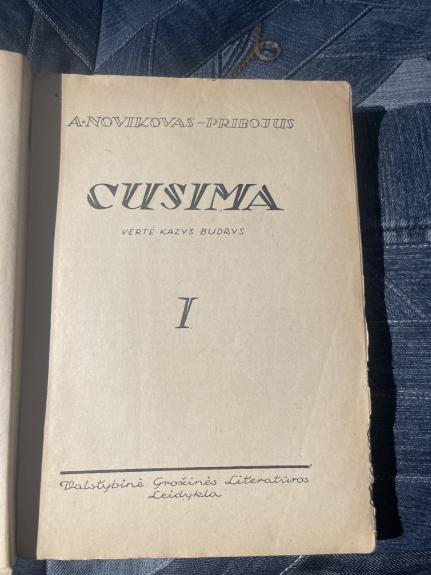 A. NOVIKOVAS-PRIBOJUS
CUSIMA
VERTĖ KAZYS BUDRYS
I
Valstybinė Grožinės Literatūros
Leidykla